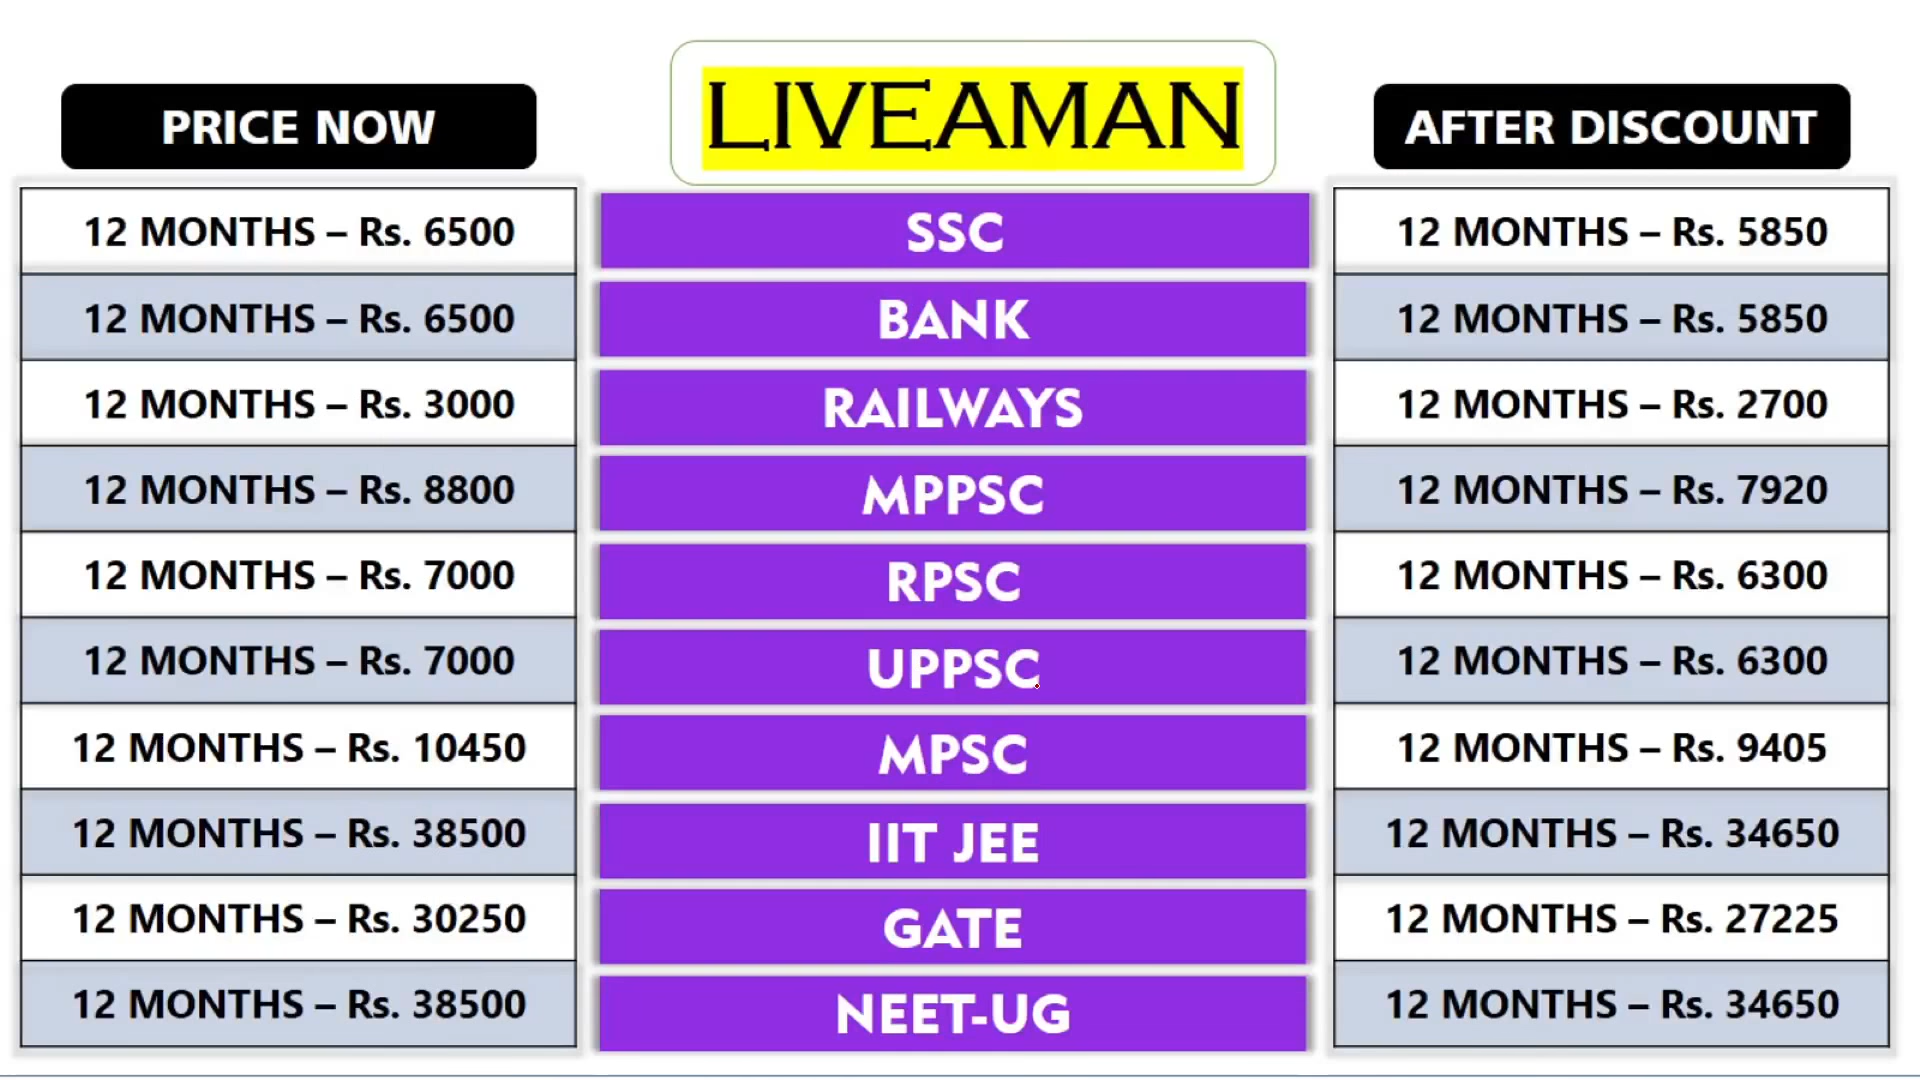 LIVEAMAN
PRICE NOW
AFTER DISCOUNT
12 MONTHS – Rs. 6500
SSC
12 MONTHS – Rs. 5850
12 MONTHS – Rs. 6500
BANK
12 MONTHS – Rs. 5850
12 MONTHS – Rs. 3000
RAILWAYS
12 MONTHS – Rs. 2700
12 MONTHS – Rs. 8800
MPPSC
12 MONTHS – Rs. 7920
12 MONTHS – Rs. 7000
RPSC
12 MONTHS – Rs. 6300
12 MONTHS – Rs. 7000
UPPSC
12 MONTHS – Rs. 6300
12 MONTHS – Rs. 10450
MPSC
12 MONTHS – Rs. 9405
12 MONTHS – Rs. 38500
IIT JEE
12 MONTHS – Rs. 34650
12 MONTHS – Rs. 30250
GATE
12 MONTHS – Rs. 27225
12 MONTHS – Rs. 38500
NEET-UG
12 MONTHS – Rs. 34650